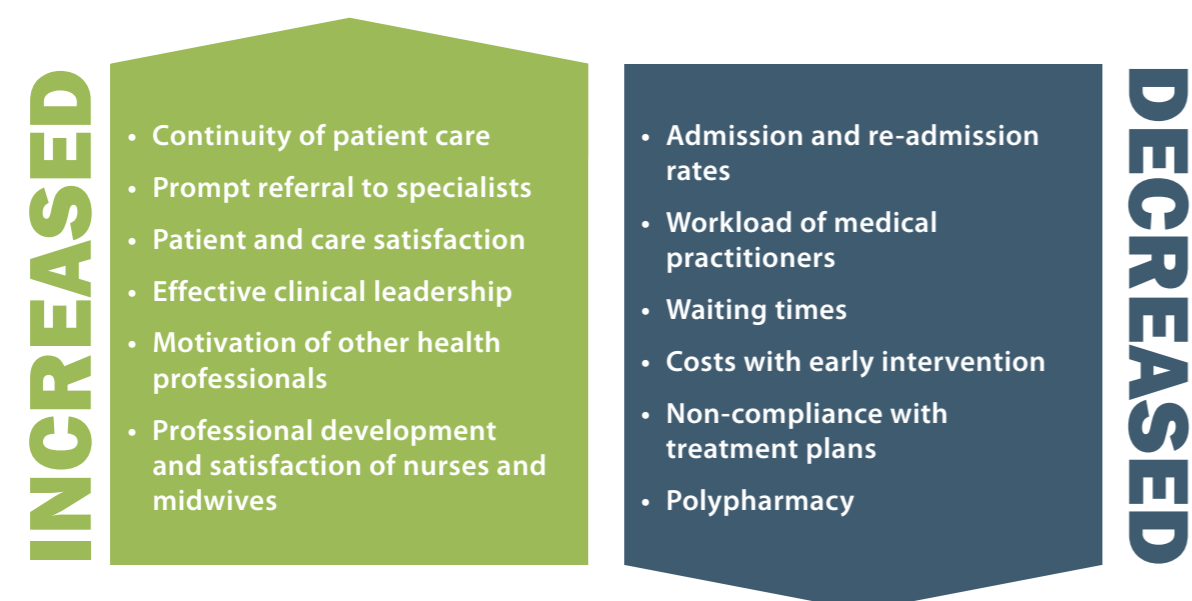 INCREASED
• Continuity of patient care
• Prompt referral to specialists
• Patient and care satisfaction
• Effective clinical leadership
• Motivation of other health
professionals
• Professional development
and satisfaction of nurses and
midwives
DECREASED
• Admission and re-admission
rates
• Workload of medical
practitioners
• Waiting times
• Costs with early intervention
• Non-compliance with
treatment plans
• Polypharmacy